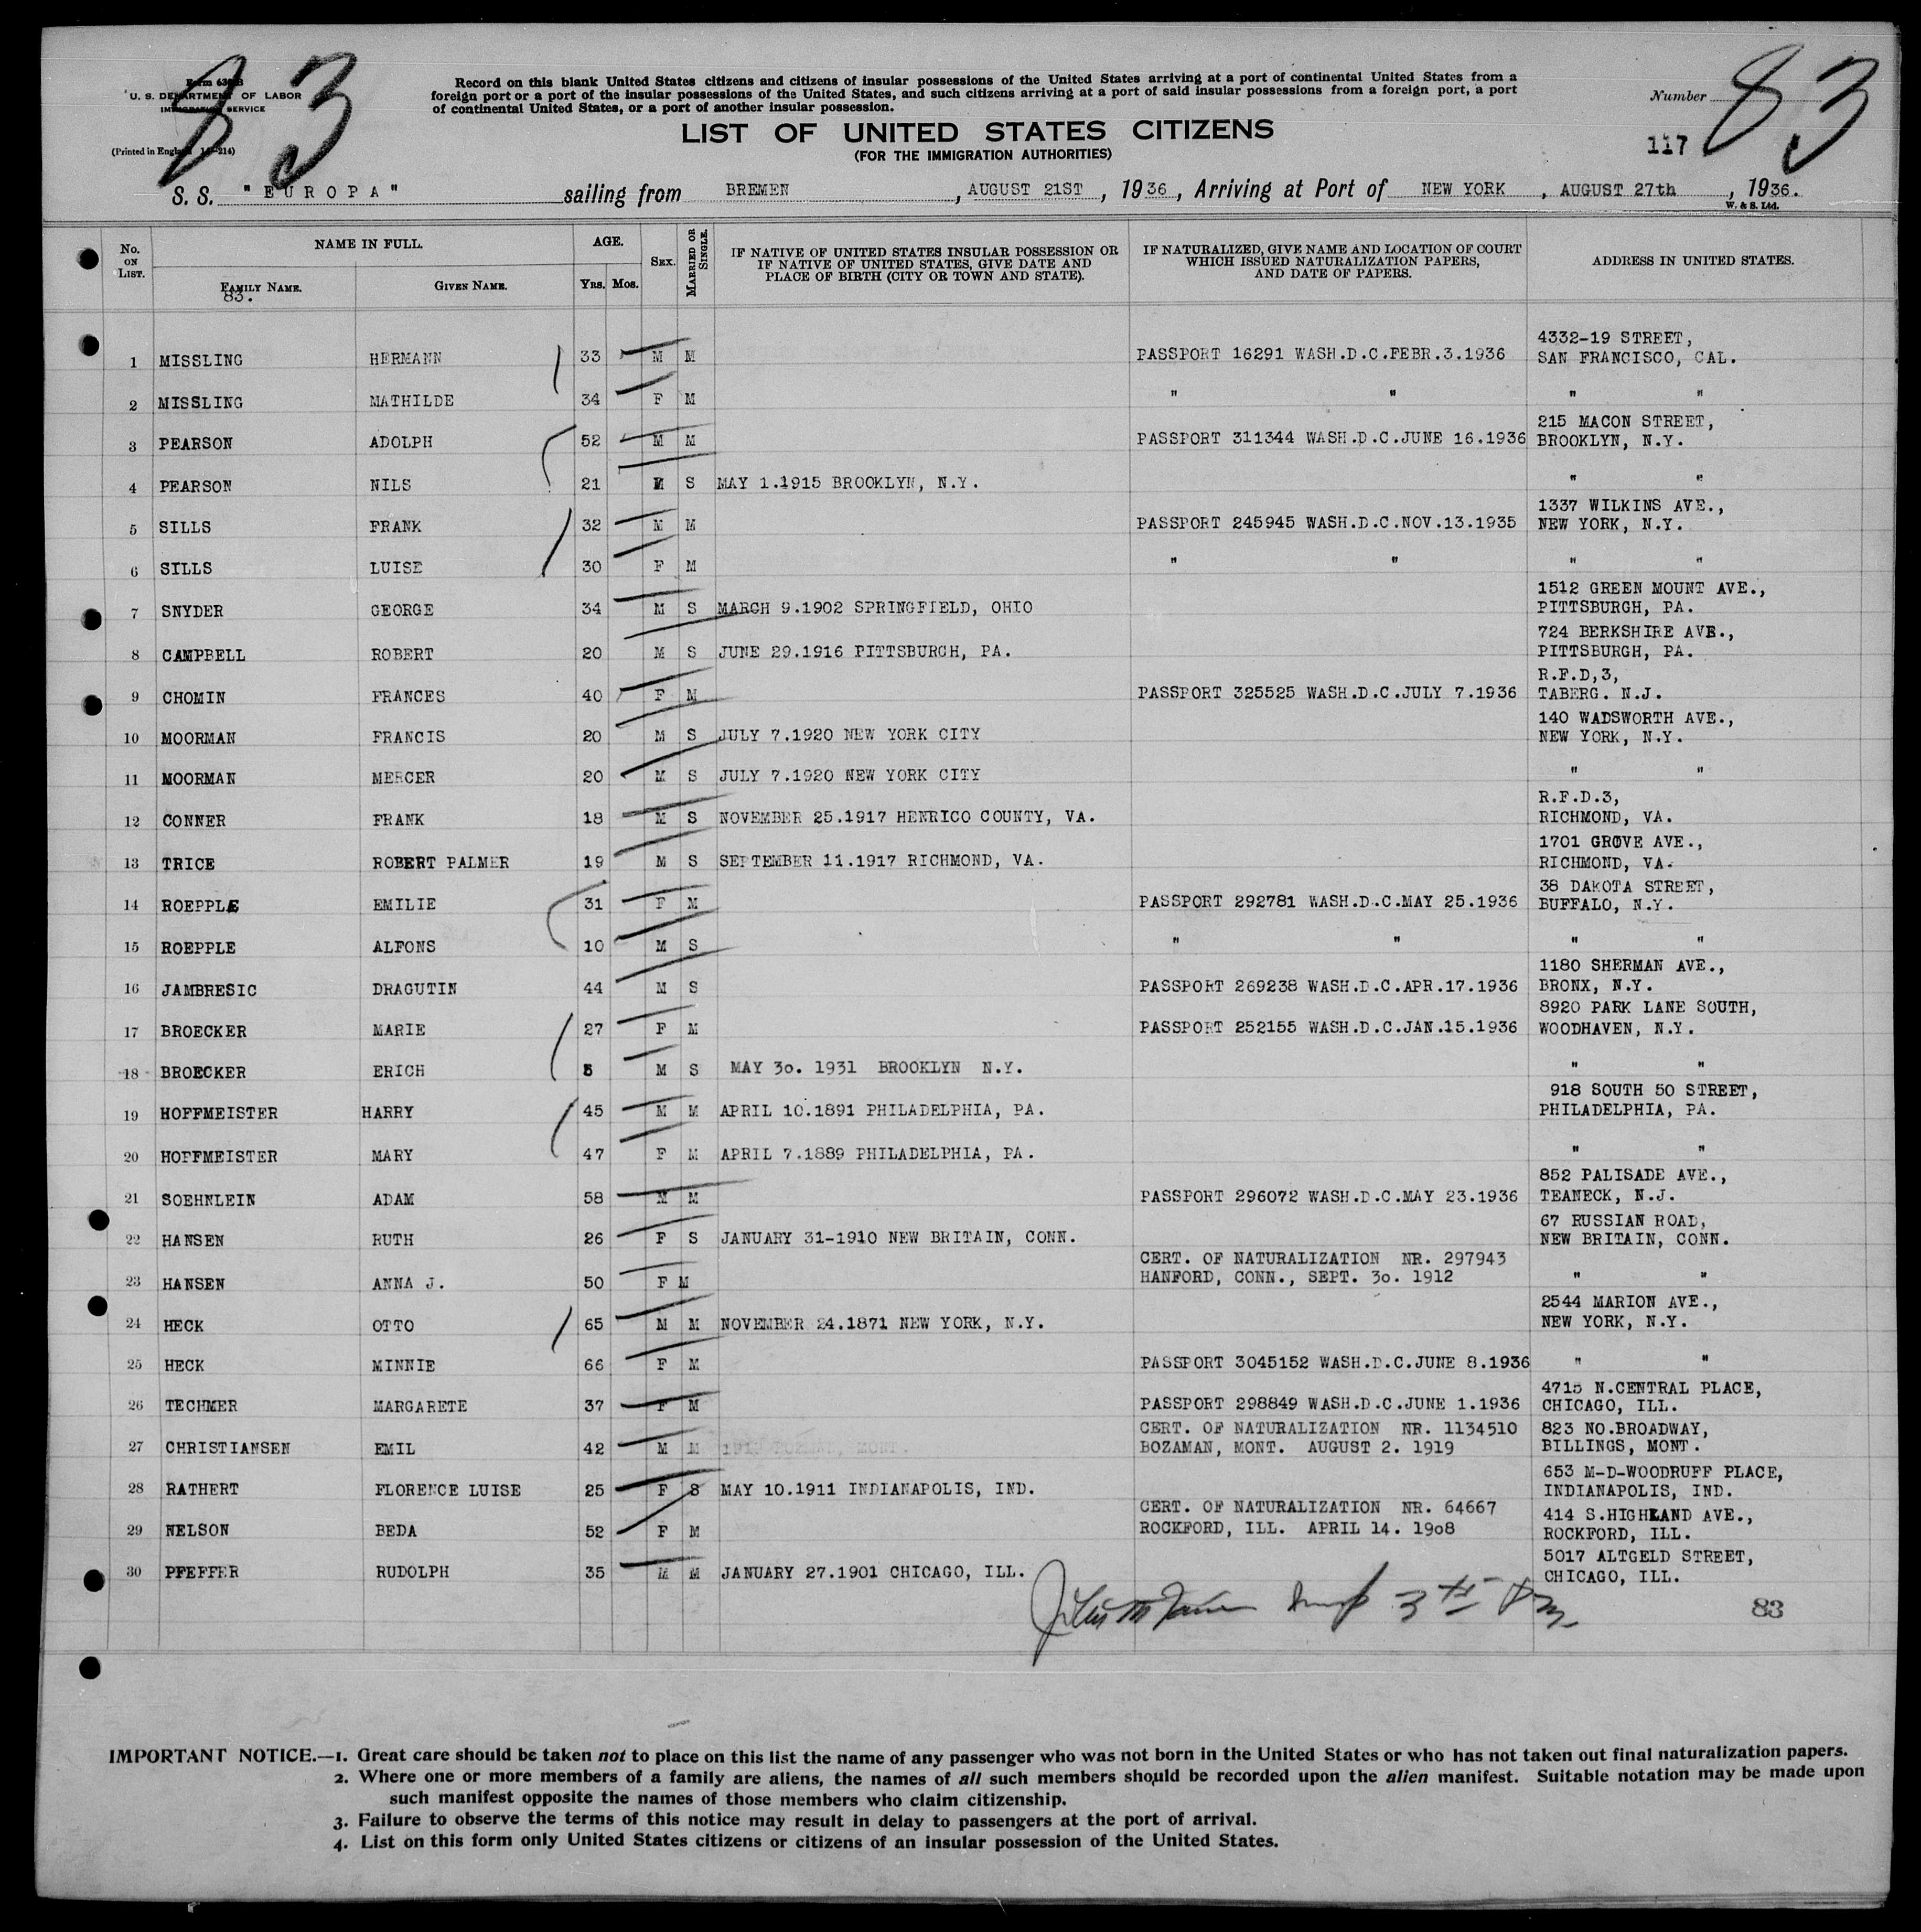 83
Form 630 B
U. S. DEPARTMENT OF LABOR
IMMIGRATION SERVICE
(Printed in England
Record on this blank United States citizens and citizens of insular possessions of the United States arriving at a port of continental United States from a
foreign port or a port of the insular possessions of the United States, and such citizens arriving at a port of said insular possessions from a foreign port, a port
of continental United States, or a port of another insular possession.
Number 83
LIST OF UNITED STATES CITIZENS
(FOR THE IMMIGRATION AUTHORITIES)
117
S. S. "EUROPA" sailing from BREMEN, AUGUST 21ST, 1936, Arriving at Port of NEW YORK, AUGUST 27th, 1936.
W. & S. Ltd.
No. ON LIST. NAME IN FULL. AGE. SEX. MARRIED OR SINGLE. IF NATIVE OF UNITED STATES INSULAR POSSESSION OR IF NATIVE OF UNITED STATES, GIVE DATE AND PLACE OF BIRTH (CITY OR TOWN AND STATE). IF NATURALIZED, GIVE NAME AND LOCATION OF COURT WHICH ISSUED NATURALIZATION PAPERS, AND DATE OF PAPERS. ADDRESS IN UNITED STATES.
FAMILY NAME. GIVEN NAME. YRS. MOS.
83.
4332-19 STREET,
1 MISSLING HERMANN 33 M M PASSPORT 16291 WASH.D.C.FEBR.3.1936 SAN FRANCISCO, CAL.
2 MISSLING MATHILDE 34 F M " " " "
215 MACON STREET,
3 PEARSON ADOLPH 52 M M PASSPORT 311344 WASH.D.C.JUNE 16.1936 BROOKLYN, N.Y.
4 PEARSON NILS 21 M S MAY 1.1915 BROOKLYN, N.Y. " "
1337 WILKINS AVE.,
5 SILLS FRANK 32 M M PASSPORT 245945 WASH.D.C.NOV.13.1935 NEW YORK, N.Y.
6 SILLS LUISE 30 F M " " " "
1512 GREEN MOUNT AVE.,
7 SNYDER GEORGE 34 M S MARCH 9.1902 SPRINGFIELD, OHIO PITTSBURGH, PA.
724 BERKSHIRE AVE.,
8 CAMPBELL ROBERT 20 M S JUNE 29.1916 PITTSBURGH, PA. PITTSBURGH, PA.
R.F.D,3,
9 CHOMIN FRANCES 40 F M PASSPORT 325525 WASH.D.C.JULY 7.1936 TABERG. N.J.
140 WADSWORTH AVE.,
10 MOORMAN FRANCIS 20 M S JULY 7.1920 NEW YORK CITY NEW YORK, N.Y.
11 MOORMAN MERCER 20 M S JULY 7.1920 NEW YORK CITY " "
R.F.D.3,
12 CONNER FRANK 18 M S NOVEMBER 25.1917 HENRICO COUNTY, VA. RICHMOND, VA.
1701 GROVE AVE.,
13 TRICE ROBERT PALMER 19 M S SEPTEMBER 11.1917 RICHMOND, VA. RICHMOND, VA.
38 DAKOTA STREET,
14 ROEPPLE EMILIE 31 F M PASSPORT 292781 WASH.D.C.MAY 25.1936 BUFFALO, N.Y.
15 ROEPPLE ALFONS 10 M S " " " "
1180 SHERMAN AVE.,
16 JAMBRESIC DRAGUTIN 44 M S PASSPORT 269238 WASH.D.C.APR.17.1936 BRONX, N.Y.
8920 PARK LANE SOUTH,
17 BROECKER MARIE 27 F M PASSPORT 252155 WASH.D.C.JAN.15.1936 WOODHAVEN, N.Y.
18 BROECKER ERICH 5 M S MAY 30. 1931 BROOKLYN N.Y. " "
918 SOUTH 50 STREET,
19 HOFFMEISTER HARRY 45 M M APRIL 10.1891 PHILADELPHIA, PA. PHILADELPHIA, PA.
20 HOFFMEISTER MARY 47 F M APRIL 7.1889 PHILADELPHIA, PA. " "
852 PALISADE AVE.,
21 SOEHNLEIN ADAM 58 M M PASSPORT 296072 WASH.D.C.MAY 23.1936 TEANECK, N.J.
67 RUSSIAN ROAD,
22 HANSEN RUTH 26 F S JANUARY 31-1910 NEW BRITAIN, CONN. NEW BRITAIN, CONN.
CERT. OF NATURALIZATION NR. 297943
23 HANSEN ANNA J. 50 F M HANFORD, CONN., SEPT. 30. 1912 " "
2544 MARION AVE.,
24 HECK OTTO 65 M M NOVEMBER 24.1871 NEW YORK, N.Y. NEW YORK, N.Y.
25 HECK MINNIE 66 F M PASSPORT 3045152 WASH.D.C.JUNE 8.1936 " "
4715 N.CENTRAL PLACE,
26 TECHMER MARGARETE 37 F M PASSPORT 298849 WASH.D.C.JUNE 1.1936 CHICAGO, ILL.
CERT. OF NATURALIZATION NR. 1134510 823 NO.BROADWAY,
27 CHRISTIANSEN EMIL 42 M M BOZAMAN, MONT. AUGUST 2. 1919 BILLINGS, MONT.
653 M-D-WOODRUFF PLACE,
28 RATHERT FLORENCE LUISE 25 F S MAY 10.1911 INDIANAPOLIS, IND. INDIANAPOLIS, IND.
CERT. OF NATURALIZATION NR. 64667 414 S.HIGHLAND AVE.,
29 NELSON BEDA 52 F M ROCKFORD, ILL. APRIL 14. 1908 ROCKFORD, ILL.
5017 ALTGELD STREET,
30 PFEFFER RUDOLPH 35 M M JANUARY 27.1901 CHICAGO, ILL. CHICAGO, ILL.
83
IMPORTANT NOTICE.—1. Great care should be taken not to place on this list the name of any passenger who was not born in the United States or who has not taken out final naturalization papers.
2. Where one or more members of a family are aliens, the names of all such members should be recorded upon the alien manifest. Suitable notation may be made upon
such manifest opposite the names of those members who claim citizenship.
3. Failure to observe the terms of this notice may result in delay to passengers at the port of arrival.
4. List on this form only United States citizens or citizens of an insular possession of the United States.